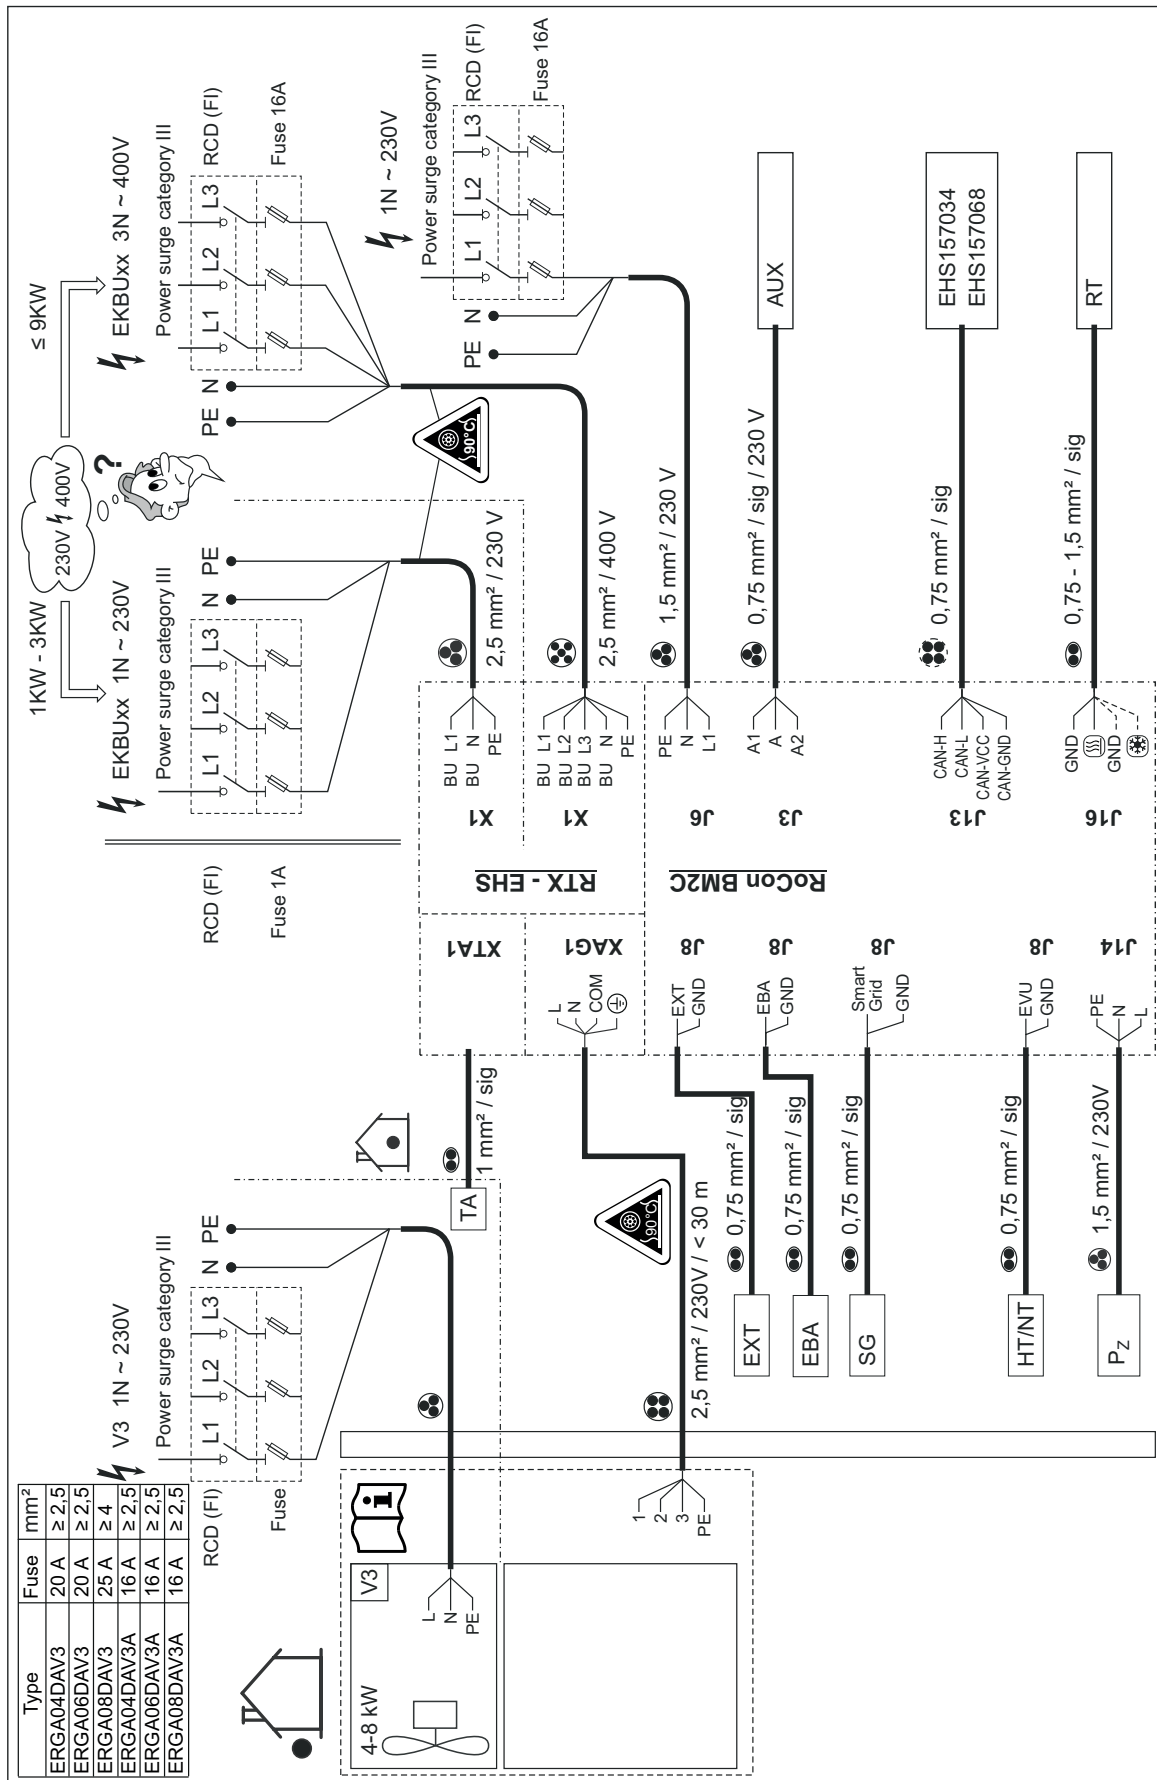 Type Fuse mm²
ERGA04DAV3 20 A ≥ 2,5
ERGA06DAV3 20 A ≥ 2,5
ERGA08DAV3 25 A ≥ 4
ERGA04DAV3A 16 A ≥ 2,5
ERGA06DAV3A 16 A ≥ 2,5
ERGA08DAV3A 16 A ≥ 2,5
V3 1N ~ 230V
Power surge category III
L1 L2 L3 N PE
RCD (FI)
Fuse
4-8 kW
V3
i
L
N
PE
1
2
3
PE
TA
1 mm² / sig
90°C
2,5 mm² / 230V / < 30 m
EXT
0,75 mm² / sig
EBA
0,75 mm² / sig
SG
0,75 mm² / sig
HT/NT
0,75 mm² / sig
Pz
1,5 mm² / 230V
XTA1
XAG1
L
N
COM
J8
EXT
GND
J8
EBA
GND
J8
Smart
Grid
GND
J8
EVU
GND
J14
PE
N
L
RTX - EHS
RoCon BM2C
RCD (FI)
Fuse 1A
1KW - 3KW
230V 400V
?
≤ 9KW
EKBUxx 1N ~ 230V
Power surge category III
L1 L2 L3 N PE
EKBUxx 3N ~ 400V
Power surge category III
PE N L1 L2 L3
RCD (FI)
Fuse 16A
1N ~ 230V
Power surge category III
PE N L1 L2 L3
RCD (FI)
Fuse 16A
90°C
X1
BU L1
BU N
PE
2,5 mm² / 230 V
X1
BU L1
BU L2
BU L3
BU N
PE
2,5 mm² / 400 V
J6
PE
N
L1
1,5 mm² / 230 V
J3
A1
A
A2
0,75 mm² / sig / 230 V
AUX
J13
CAN-H
CAN-L
CAN-VCC
CAN-GND
0,75 mm² / sig
EHS157034
EHS157068
J16
GND
GND
0,75 - 1,5 mm² / sig
RT